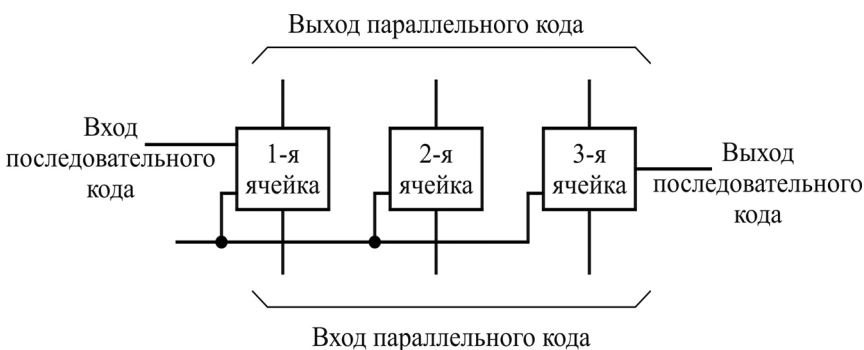 Выход параллельного кода
Вход
последовательного
кода
1-я
ячейка
2-я
ячейка
3-я
ячейка
Выход
последовательного
кода
Вход параллельного кода